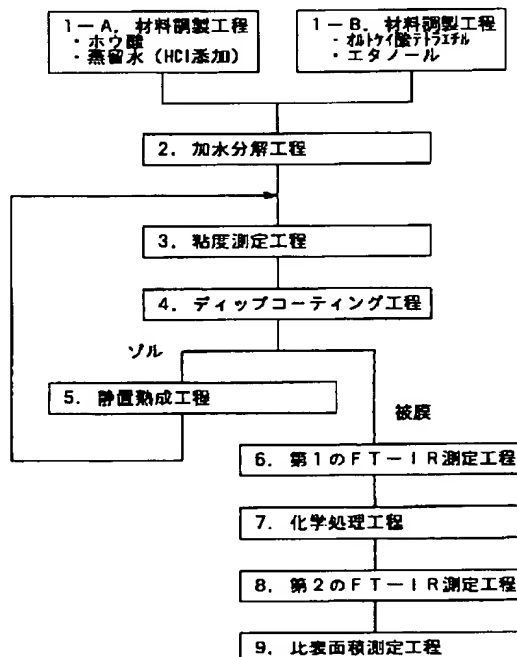 1－A．材料調製工程
・ホウ酸
・蒸留水（HCl添加）
1－B．材料調製工程
・オルトケイ酸テトラエチル
・エタノール
2．加水分解工程
3．粘度測定工程
4．ディップコーティング工程
ゾル
5．静置熟成工程
被膜
6．第1のFT－IR測定工程
7．化学処理工程
8．第2のFT－IR測定工程
9．比表面積測定工程